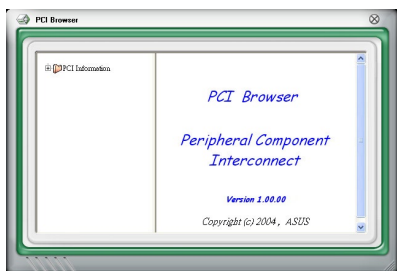 PCI Browser
PCI Information
PCI Browser
Peripheral Component
Interconnect
Version 1.00.00
Copyright (c) 2004, ASUS